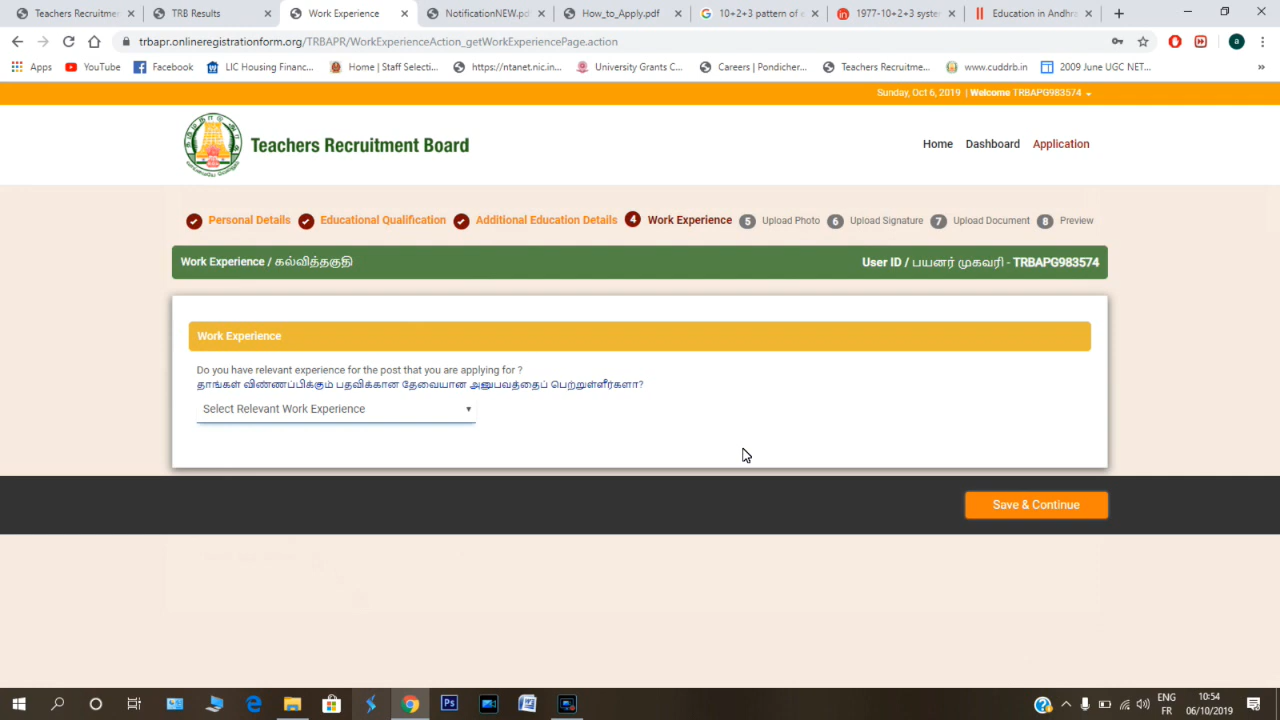 Teachers Recruitmen
TRB Results
Work Experience
NotificationNEW.pd
How_to_Apply.pdf
10+2+3 pattern of e
1977-10+2+3 syste
Education in Andhra
trbapr.onlineregistrationform.org/TRBAPR/WorkExperienceAction_getWorkExperiencePage.action
a
Apps
YouTube
Facebook
LIC Housing Financ...
Home | Staff Selecti...
https://ntanet.nic.in...
University Grants C...
Careers | Pondicher...
Teachers Recruitme...
www.cuddrb.in
2009 June UGC NET...
Sunday, Oct 6, 2019 | Welcome TRBAPG983574
Teachers Recruitment Board
Home Dashboard Application
Personal Details
Educational Qualification
Additional Education Details
4 Work Experience
5 Upload Photo
6 Upload Signature
7 Upload Document
8 Preview
Work Experience / கல்வித்தகுதி
User ID / பயனர் முகவரி - TRBAPG983574
Work Experience
Do you have relevant experience for the post that you are applying for ?
தாங்கள் விண்ணப்பிக்கும் பதவிக்கான தேவையான அனுபவத்தைப் பெற்றுள்ளீர்களா?
Select Relevant Work Experience
Save & Continue
Ps
ENG
FR
10:54
06/10/2019